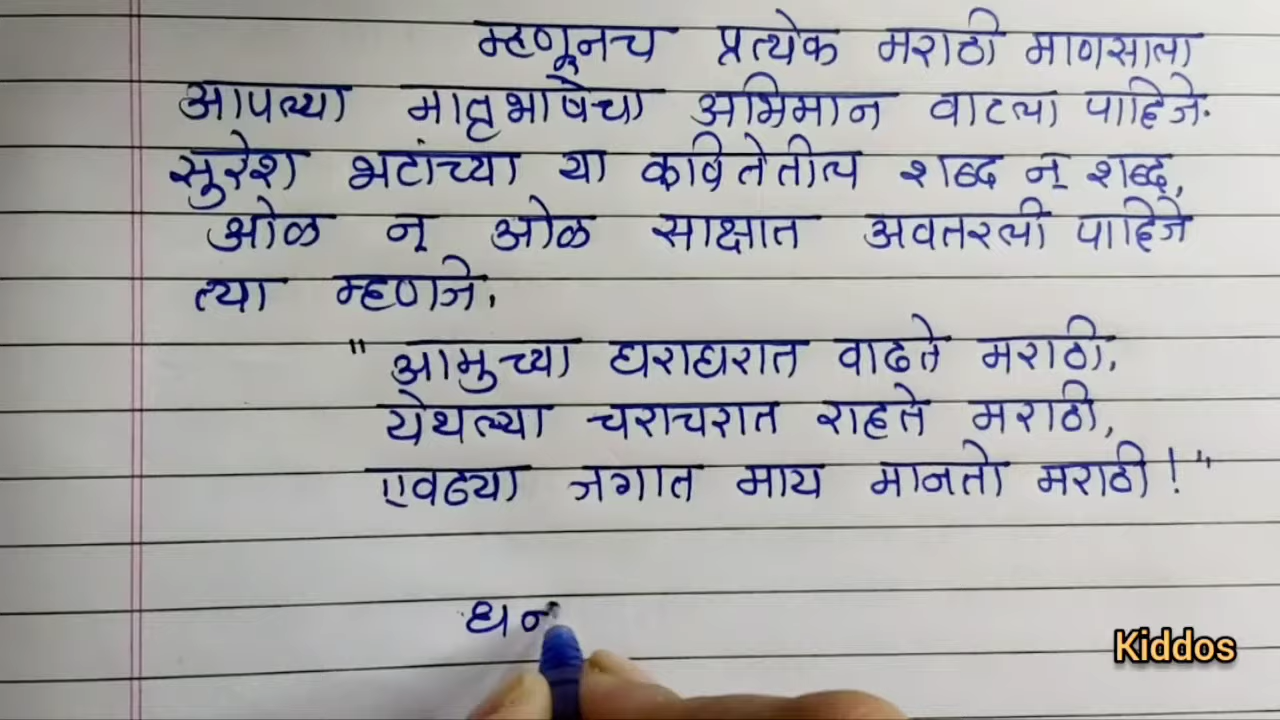 म्हणूनच प्रत्येक मराठी माणसाला
आपल्या मातृभाषेचा अभिमान वाटला पाहिजे.
सुरेश भटांच्या या कवितेतील शब्द न् शब्द,
ओळ न् ओळ साक्षात अवतरली पाहिजे
त्या म्हणजे.
"आमुच्या घराघरात वाढते मराठी,
येथल्या चराचरात राहते मराठी,
एवढ्या जगात माय मानतो मराठी!"
धन
Kiddos